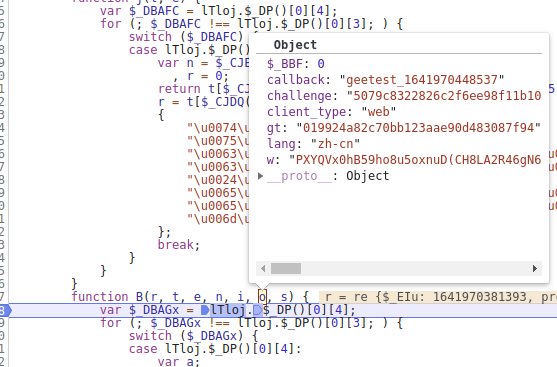 var $_DBAFC = lTloj.$_DP()[0][4];
for (; $_DBAFC !== lTloj.$_DP()[0][3]; ) {
switch ($_DBAFC) {
case lTloj.$_DP()[0]
var n = $_CJE
, r = 0;
return t[$_CJ
r = t[$_CJDQ(
{
"\u0074
"\u0075
"\u0063
"\u0063
"\u0024
"\u0065
"\u0065
"\u006d
};
break;
}
}
}
Object
$_BBF: 0
callback: "geetest_1641970448537"
challenge: "5079c8322826c2f6ee98f11b10
client_type: "web"
gt: "019924a82c70bb123aae90d483087f94"
lang: "zh-cn"
w: "PXYQVx0hB59ho8u5oxnuD(CH8LA2R46gN6
__proto__: Object
function B(r, t, e, n, i, o, s) { r = re {$_EIu: 1641970381393, pr
var $_DBAGx = lTloj.$_DP()[0][4];
for (; $_DBAGx !== lTloj.$_DP()[0][3]; ) {
switch ($_DBAGx) {
case lTloj.$_DP()[0][4]:
var a;